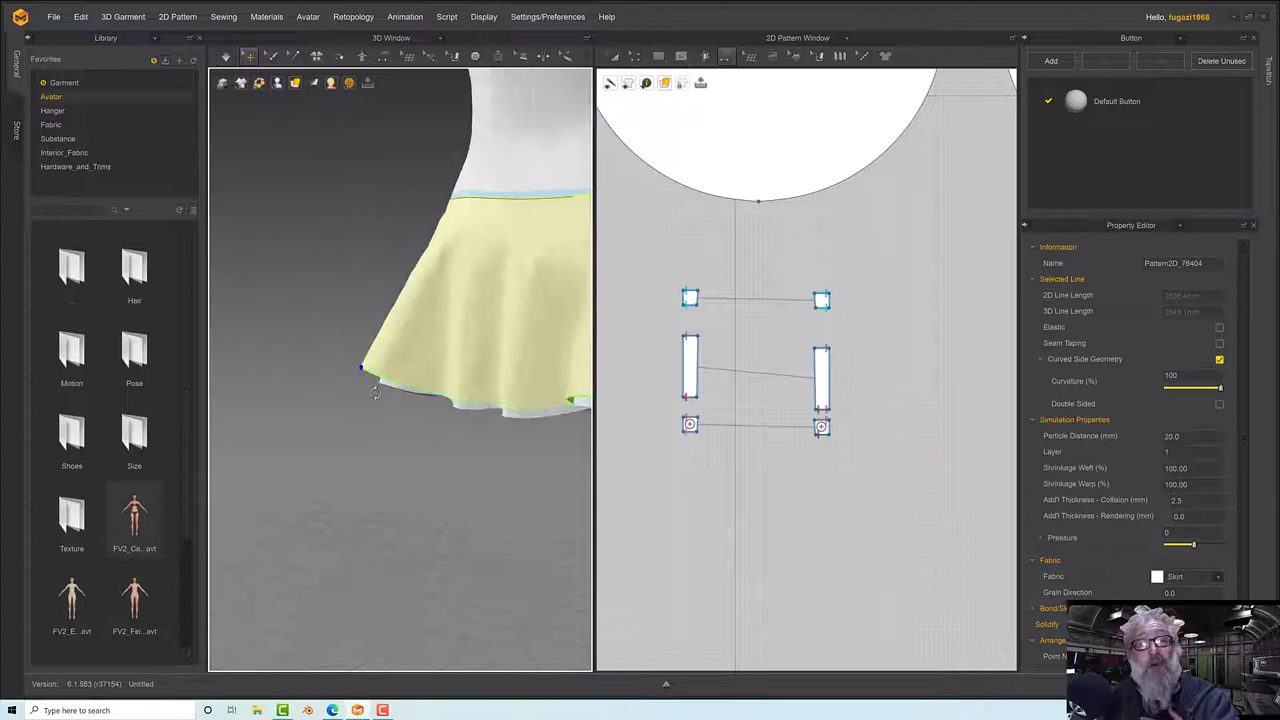 File Edit 3D Garment 2D Pattern Sewing Materials Avatar Retopology Animation Script Display Settings/Preferences Help
Hello, fugazi1968
Library
3D Window
2D Pattern Window
Button
General
Store
Topstitch
Favorites
Garment
Avatar
Hanger
Fabric
Substance
Interior_Fabric
Hardware_and_Trims
Hair
Motion
Pose
Shoes
Size
Texture
FV2_Ca...avt
FV2_E....avt
FV2_Fei...avt
Version: 6.1.563 (r37154) Untitled
Add
Delete Unused
Default Button
Property Editor
Information
Name Pattern2D_76404
Selected Line
2D Line Length
3D Line Length
Elastic
Seam Taping
Curved Side Geometry
Curvature (%) 100
Double Sided
Simulation Properties
Particle Distance (mm) 20.0
Layer 1
Shrinkage Weft (%) 100.00
Shrinkage Warp (%) 100.00
Add'l Thickness - Collision (mm) 2.5
Add'l Thickness - Rendering (mm) 0.0
Pressure 0
Fabric
Fabric Skirt
Grain Direction 0.0
Solidify
Type here to search